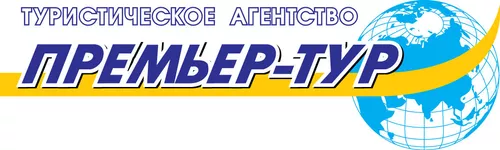 ТУРИСТИЧЕСКОЕ АГЕНТСТВО
ПРЕМЬЕР-ТУР